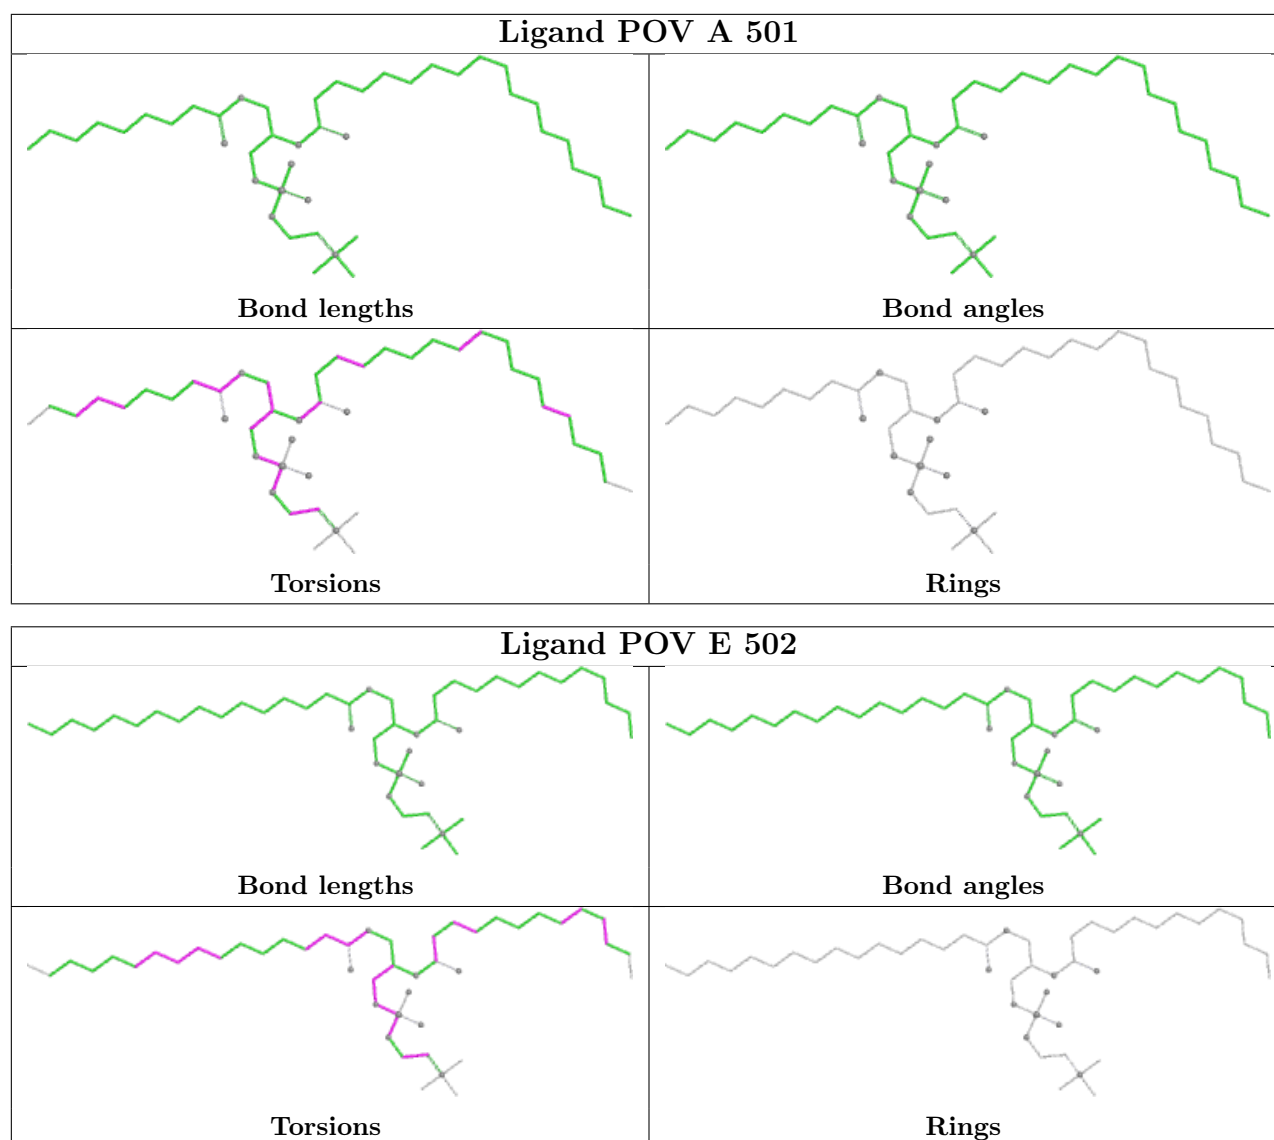 Ligand POV A 501
Bond lengths
Bond angles
Torsions
Rings
Ligand POV E 502
Bond lengths
Bond angles
Torsions
Rings